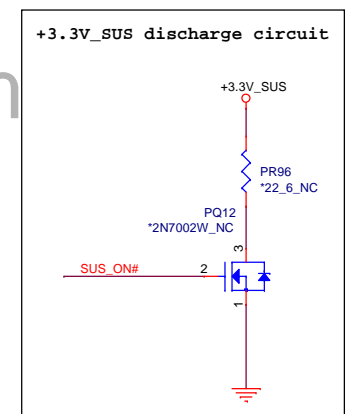 +3.3V_SUS discharge circuit
+3.3V_SUS
PR96
*22_6_NC
PQ12
*2N7002W_NC
3
SUS_ON#
2
1